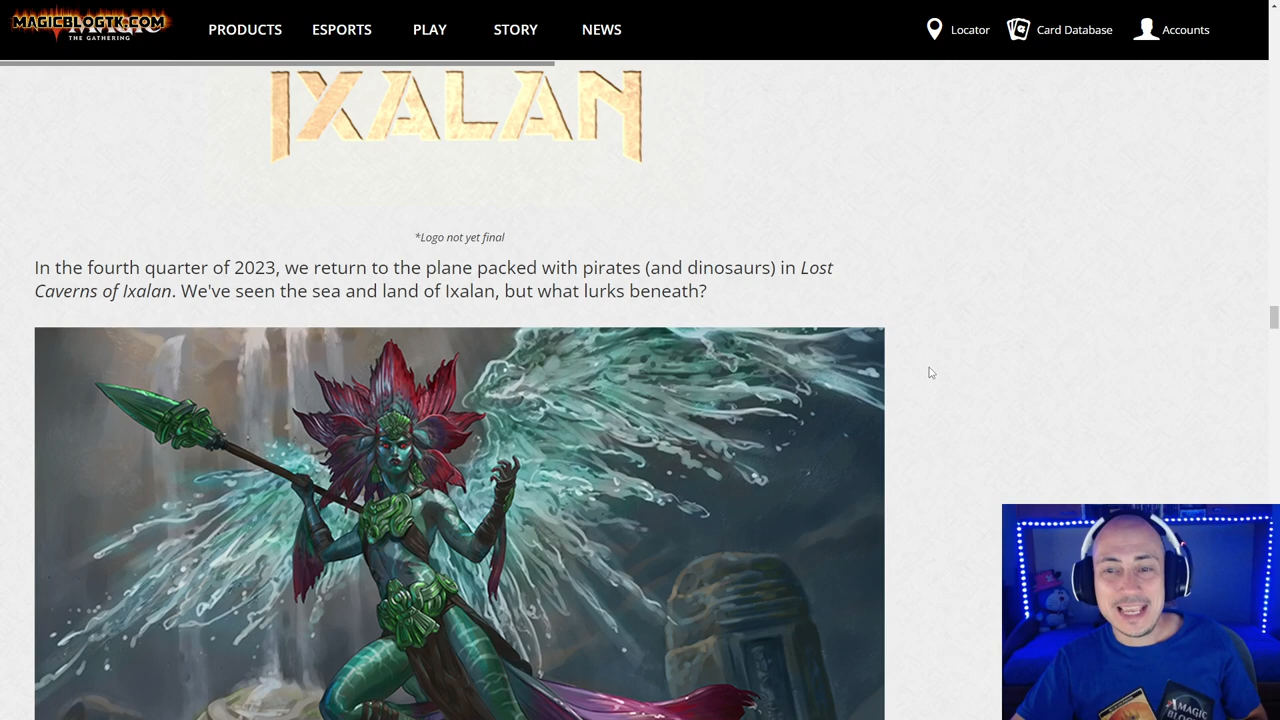 MAGICBLOGTK.COM
MAGIC
THE GATHERING
PRODUCTS
ESPORTS
PLAY
STORY
NEWS
Locator
Card Database
Accounts
IXALAN
*Logo not yet final
In the fourth quarter of 2023, we return to the plane packed with pirates (and dinosaurs) in Lost
Caverns of Ixalan. We've seen the sea and land of Ixalan, but what lurks beneath?
MAGIC